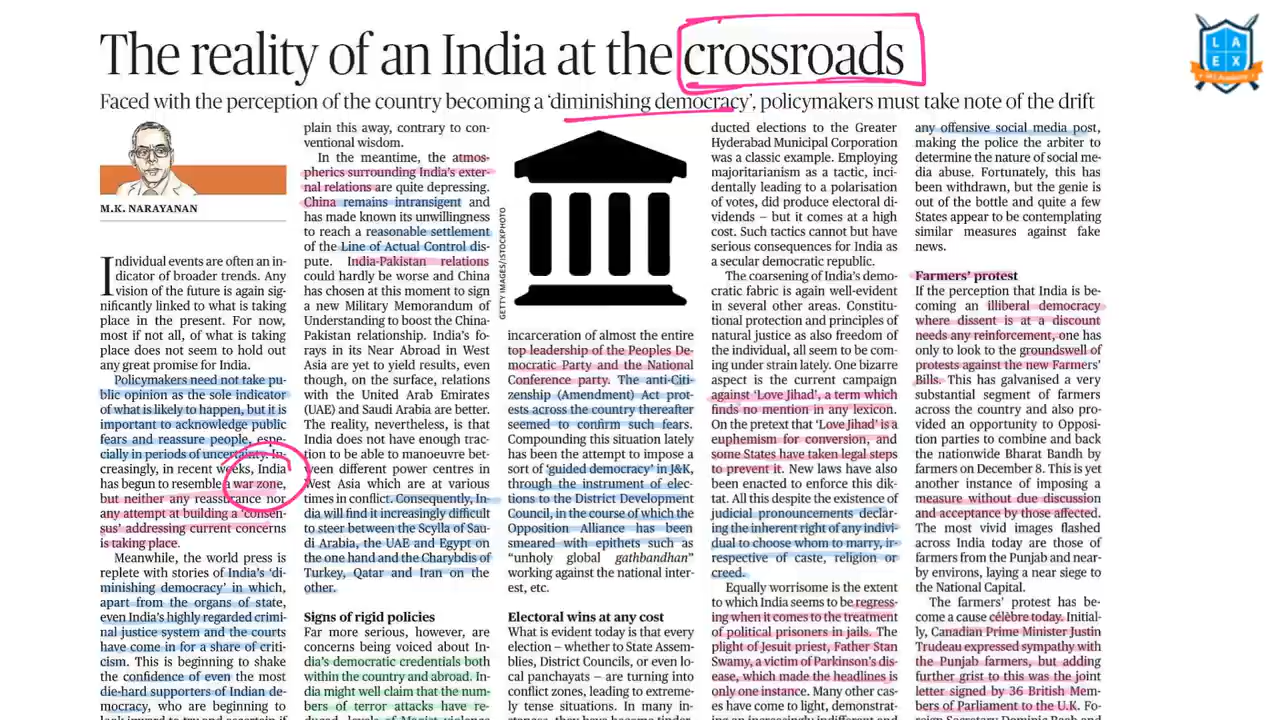 The reality of an India at the crossroads
Faced with the perception of the country becoming a ‘diminishing democracy’, policymakers must take note of the drift
L A
E X
M.K. NARAYANAN
Individual events are often an in-
dicator of broader trends. Any
vision of the future is again sig-
nificantly linked to what is taking
place in the present. For now,
most if not all, of what is taking
place does not seem to hold out
any great promise for India.
Policymakers need not take pu-
blic opinion as the sole indicator
of what is likely to happen, but it is
important to acknowledge public
fears and reassure people, espe-
cially in periods of uncertainty. In-
creasingly, in recent weeks, India
has begun to resemble a war zone,
but neither any reassurance nor
any attempt at building a ‘consen-
sus’ addressing current concerns
is taking place.
Meanwhile, the world press is
replete with stories of India’s ‘di-
minishing democracy’ in which,
apart from the organs of state,
even India’s highly regarded crimi-
nal justice system and the courts
have come in for a share of criti-
cism. This is beginning to shake
the confidence of even the most
die-hard supporters of Indian de-
mocracy, who are beginning to
plain this away, contrary to con-
ventional wisdom.
In the meantime, the atmos-
pherics surrounding India’s exter-
nal relations are quite depressing.
China remains intransigent and
has made known its unwillingness
to reach a reasonable settlement
of the Line of Actual Control dis-
pute. India-Pakistan relations
could hardly be worse and China
has chosen at this moment to sign
a new Military Memorandum of
Understanding to boost the China-
Pakistan relationship. India’s fo-
rays in its Near Abroad in West
Asia are yet to yield results, even
though, on the surface, relations
with the United Arab Emirates
(UAE) and Saudi Arabia are better.
The reality, nevertheless, is that
India does not have enough trac-
tion to be able to manoeuvre bet-
ween different power centres in
West Asia which are at various
times in conflict. Consequently, In-
dia will find it increasingly difficult
to steer between the Scylla of Sau-
di Arabia, the UAE and Egypt on
the one hand and the Charybdis of
Turkey, Qatar and Iran on the
other.
Signs of rigid policies
Far more serious, however, are
concerns being voiced about In-
dia’s democratic credentials both
within the country and abroad. In-
dia might well claim that the num-
bers of terror attacks have re-
GETTY IMAGES/ISTOCKPHOTO
incarceration of almost the entire
top leadership of the Peoples De-
mocratic Party and the National
Conference party. The anti-Citi-
zenship (Amendment) Act prot-
ests across the country thereafter
seemed to confirm such fears.
Compounding this situation lately
has been the attempt to impose a
sort of ‘guided democracy’ in J&K,
through the instrument of elec-
tions to the District Development
Council, in the course of which the
Opposition Alliance has been
smeared with epithets such as
“unholy global gathbandhan”
working against the national inter-
est, etc.
Electoral wins at any cost
What is evident today is that every
election — whether to State Assem-
blies, District Councils, or even lo-
cal panchayats — are turning into
conflict zones, leading to extreme-
ly tense situations. In many in-
ducted elections to the Greater
Hyderabad Municipal Corporation
was a classic example. Employing
majoritarianism as a tactic, inci-
dentally leading to a polarisation
of votes, did produce electoral di-
vidends — but it comes at a high
cost. Such tactics cannot but have
serious consequences for India as
a secular democratic republic.
The coarsening of India’s demo-
cratic fabric is again well-evident
in several other areas. Constitu-
tional protection and principles of
natural justice as also freedom of
the individual, all seem to be com-
ing under strain lately. One bizarre
aspect is the current campaign
against ‘Love Jihad’, a term which
finds no mention in any lexicon.
On the pretext that ‘Love Jihad’ is a
euphemism for conversion, and
some States have taken legal steps
to prevent it. New laws have also
been enacted to enforce this dik-
tat. All this despite the existence of
judicial pronouncements declar-
ing the inherent right of any indivi-
dual to choose whom to marry, ir-
respective of caste, religion or
creed.
Equally worrisome is the extent
to which India seems to be regress-
ing when it comes to the treatment
of political prisoners in jails. The
plight of Jesuit priest, Father Stan
Swamy, a victim of Parkinson’s dis-
ease, which made the headlines is
only one instance. Many other cas-
es have come to light, demonstrat-
any offensive social media post,
making the police the arbiter to
determine the nature of social me-
dia abuse. Fortunately, this has
been withdrawn, but the genie is
out of the bottle and quite a few
States appear to be contemplating
similar measures against fake
news.
Farmers’ protest
If the perception that India is be-
coming an illiberal democracy
where dissent is at a discount
needs any reinforcement, one has
only to look to the groundswell of
protests against the new Farmers’
Bills. This has galvanised a very
substantial segment of farmers
across the country and also pro-
vided an opportunity to Opposi-
tion parties to combine and back
the nationwide Bharat Bandh by
farmers on December 8. This is yet
another instance of imposing a
measure without due discussion
and acceptance by those affected.
The most vivid images flashed
across India today are those of
farmers from the Punjab and near-
by environs, laying a near siege to
the National Capital.
The farmers’ protest has be-
come a cause célèbre today. Initial-
ly, Canadian Prime Minister Justin
Trudeau expressed sympathy with
the Punjab farmers, but adding
further grist to this was the joint
letter signed by 36 British Mem-
bers of Parliament to the U.K. Fo-